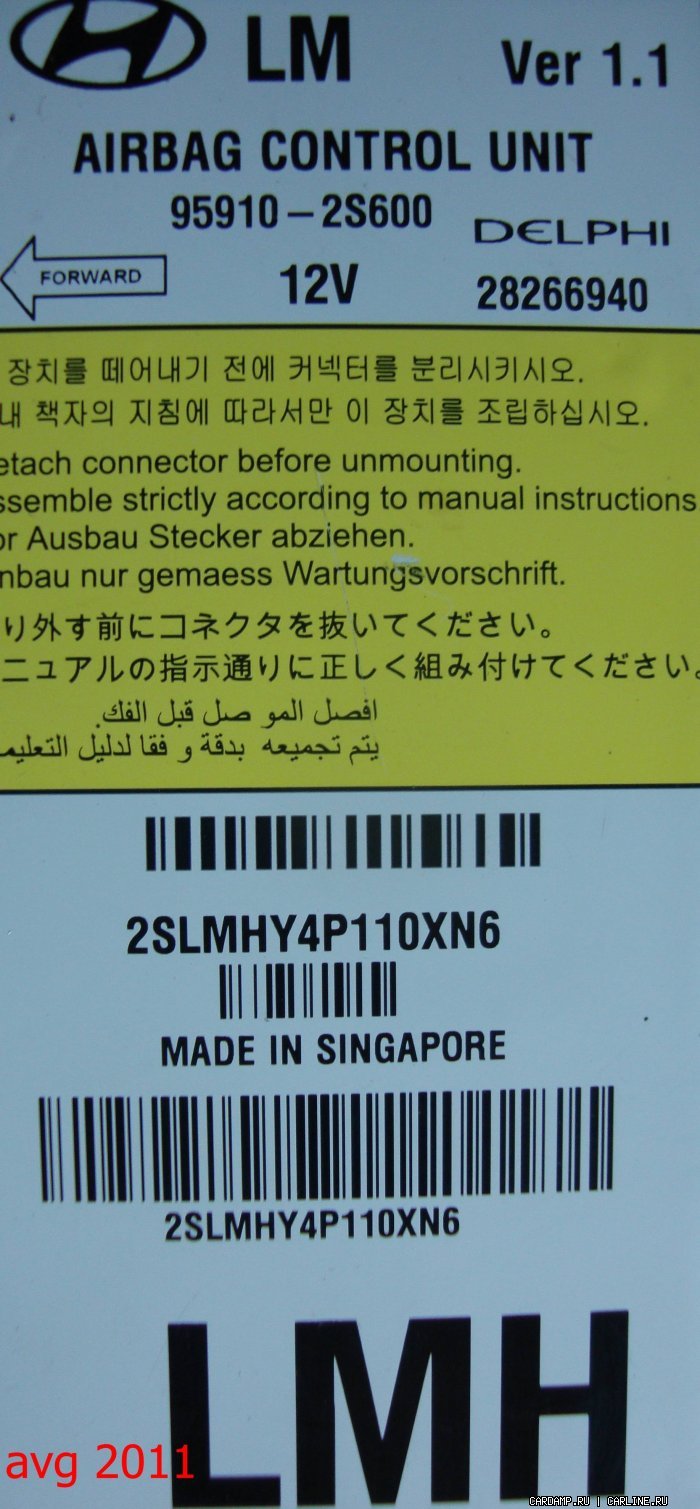 LM Ver 1.1
AIRBAG CONTROL UNIT
95910-2S600
DELPHI
FORWARD
12V
28266940
장치를 떼어내기 전에 커넥터를 분리시키시오.
내 책자의 지침에 따라서만 이 장치를 조립하십시오.
etach connector before unmounting.
ssemble strictly according to manual instructions
or Ausbau Stecker abziehen.
nbau nur gemaess Wartungsvorschrift.
り外す前にコネクタを抜いてください。
ニュアルの指示通りに正しく組み付けてください。
افصل المو صل قبل الفك.
يتم تجميعه بدقة و فقا لدليل التعليم
2SLMHY4P110XN6
MADE IN SINGAPORE
2SLMHY4P110XN6
LMH
avg 2011
CARDAMP.RU | CARLINE.RU